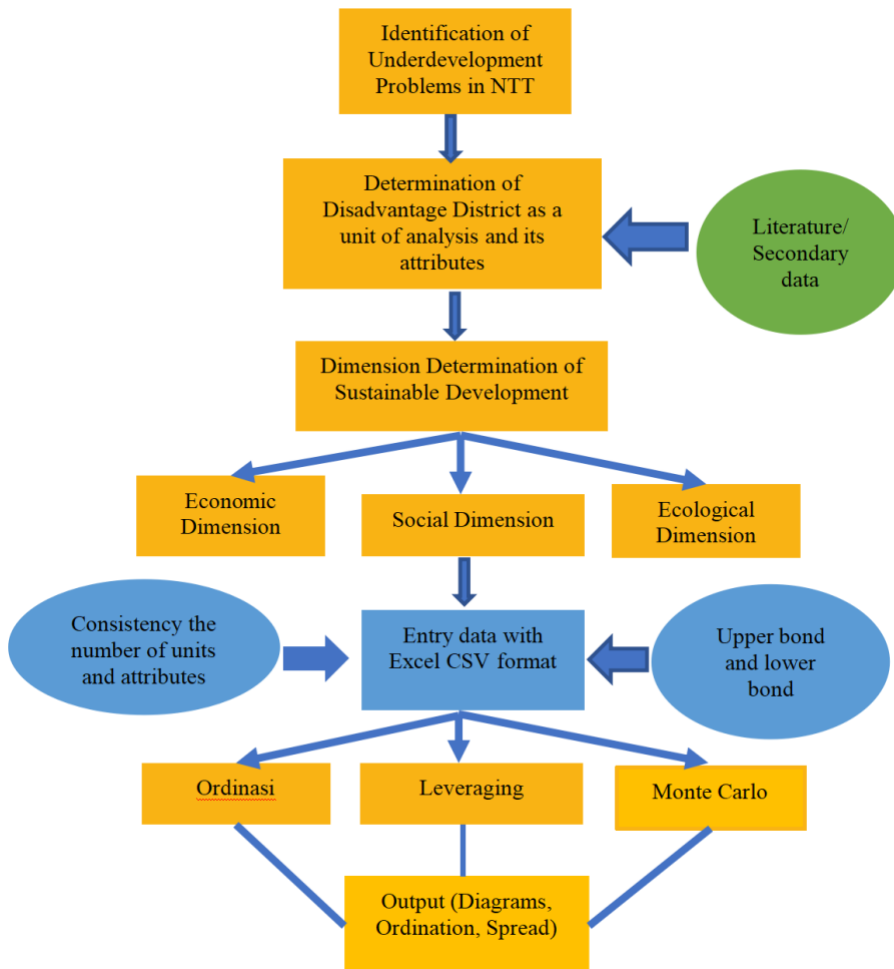 Identification of
Underdevelopment
Problems in NTT
Determination of
Disadvantage District as a
unit of analysis and its
attributes
Literature/
Secondary
data
Dimension Determination of
Sustainable Development
Economic
Dimension
Social Dimension
Ecological
Dimension
Consistency the
number of units
and attributes
Entry data with
Excel CSV format
Upper bond
and lower
bond
Ordinasi
Leveraging
Monte Carlo
Output (Diagrams,
Ordination, Spread)